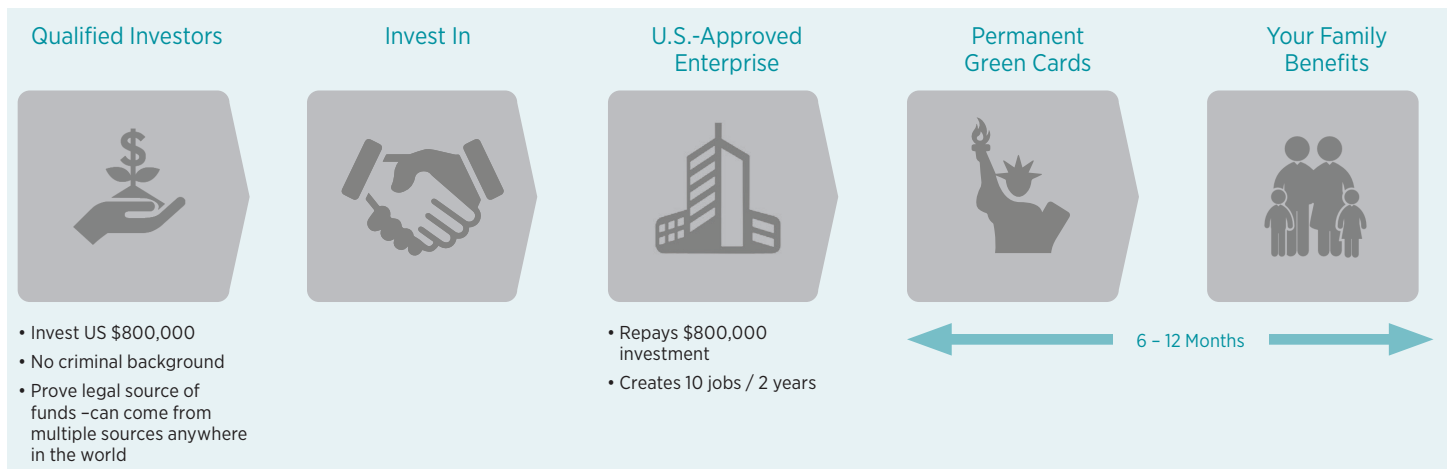 Qualified Investors
Invest In
U.S.-Approved
Enterprise
Permanent
Green Cards
Your Family
Benefits
$
• Invest US $800,000
• No criminal background
• Prove legal source of
funds –can come from
multiple sources anywhere
in the world
• Repays $800,000
investment
• Creates 10 jobs / 2 years
6 – 12 Months